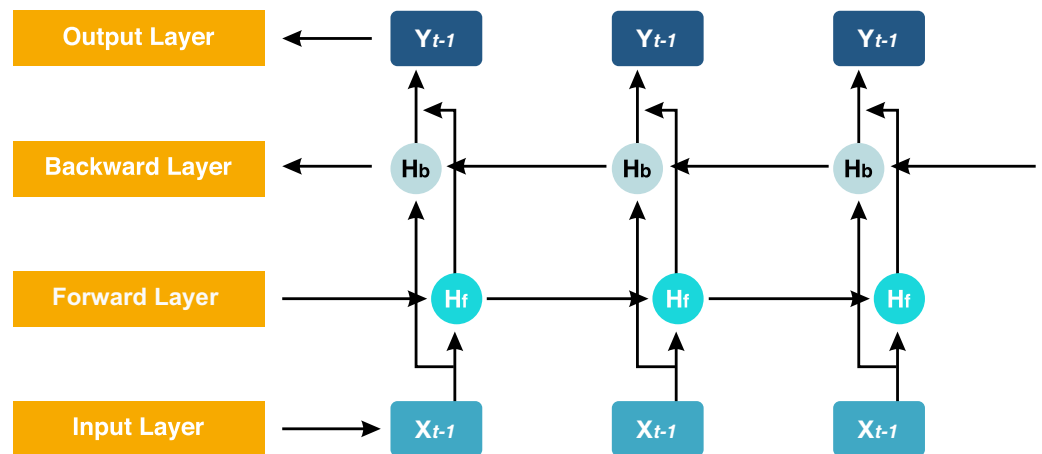 Output Layer
Yt-1 Yt-1 Yt-1
Backward Layer
Hb Hb Hb
Forward Layer
Hf Hf Hf
Input Layer
Xt-1 Xt-1 Xt-1